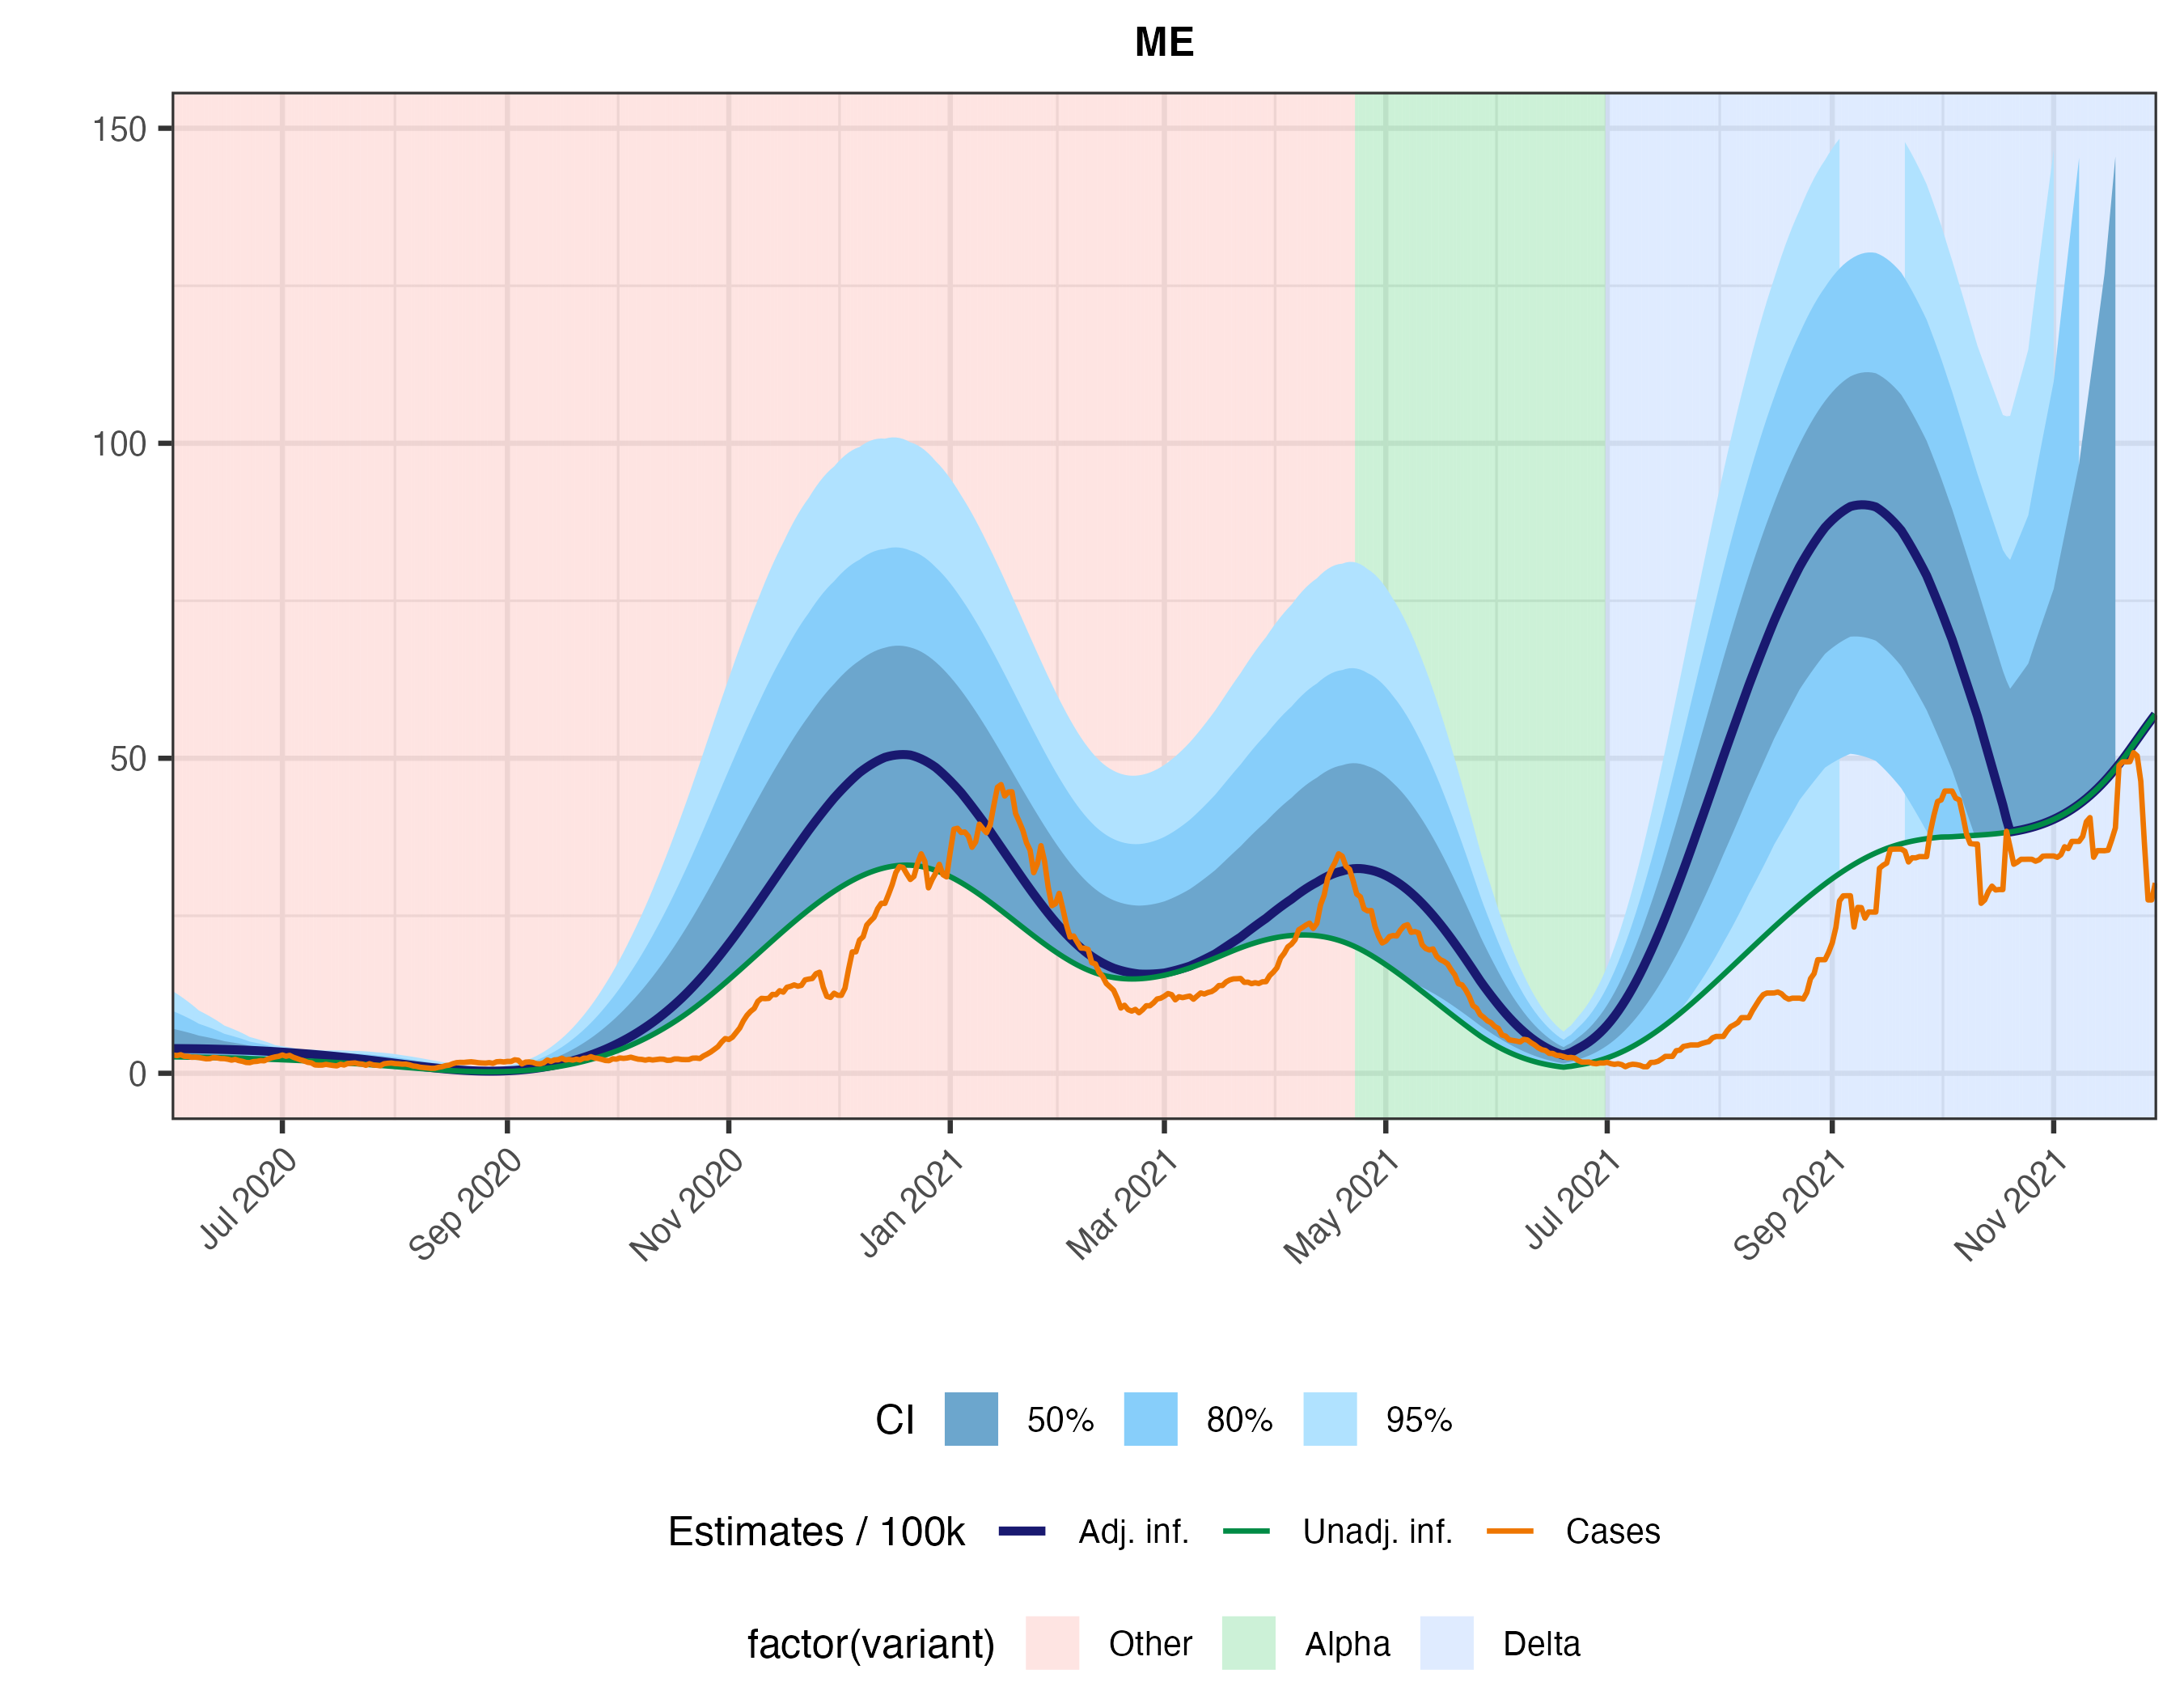 ME
150
100
50
0
Jul 2020
Sep 2020
Nov 2020
Jan 2021
Mar 2021
May 2021
Jul 2021
Sep 2021
Nov 2021
CI 50% 80% 95%
Estimates / 100k Adj. inf. Unadj. inf. Cases
factor(variant) Other Alpha Delta